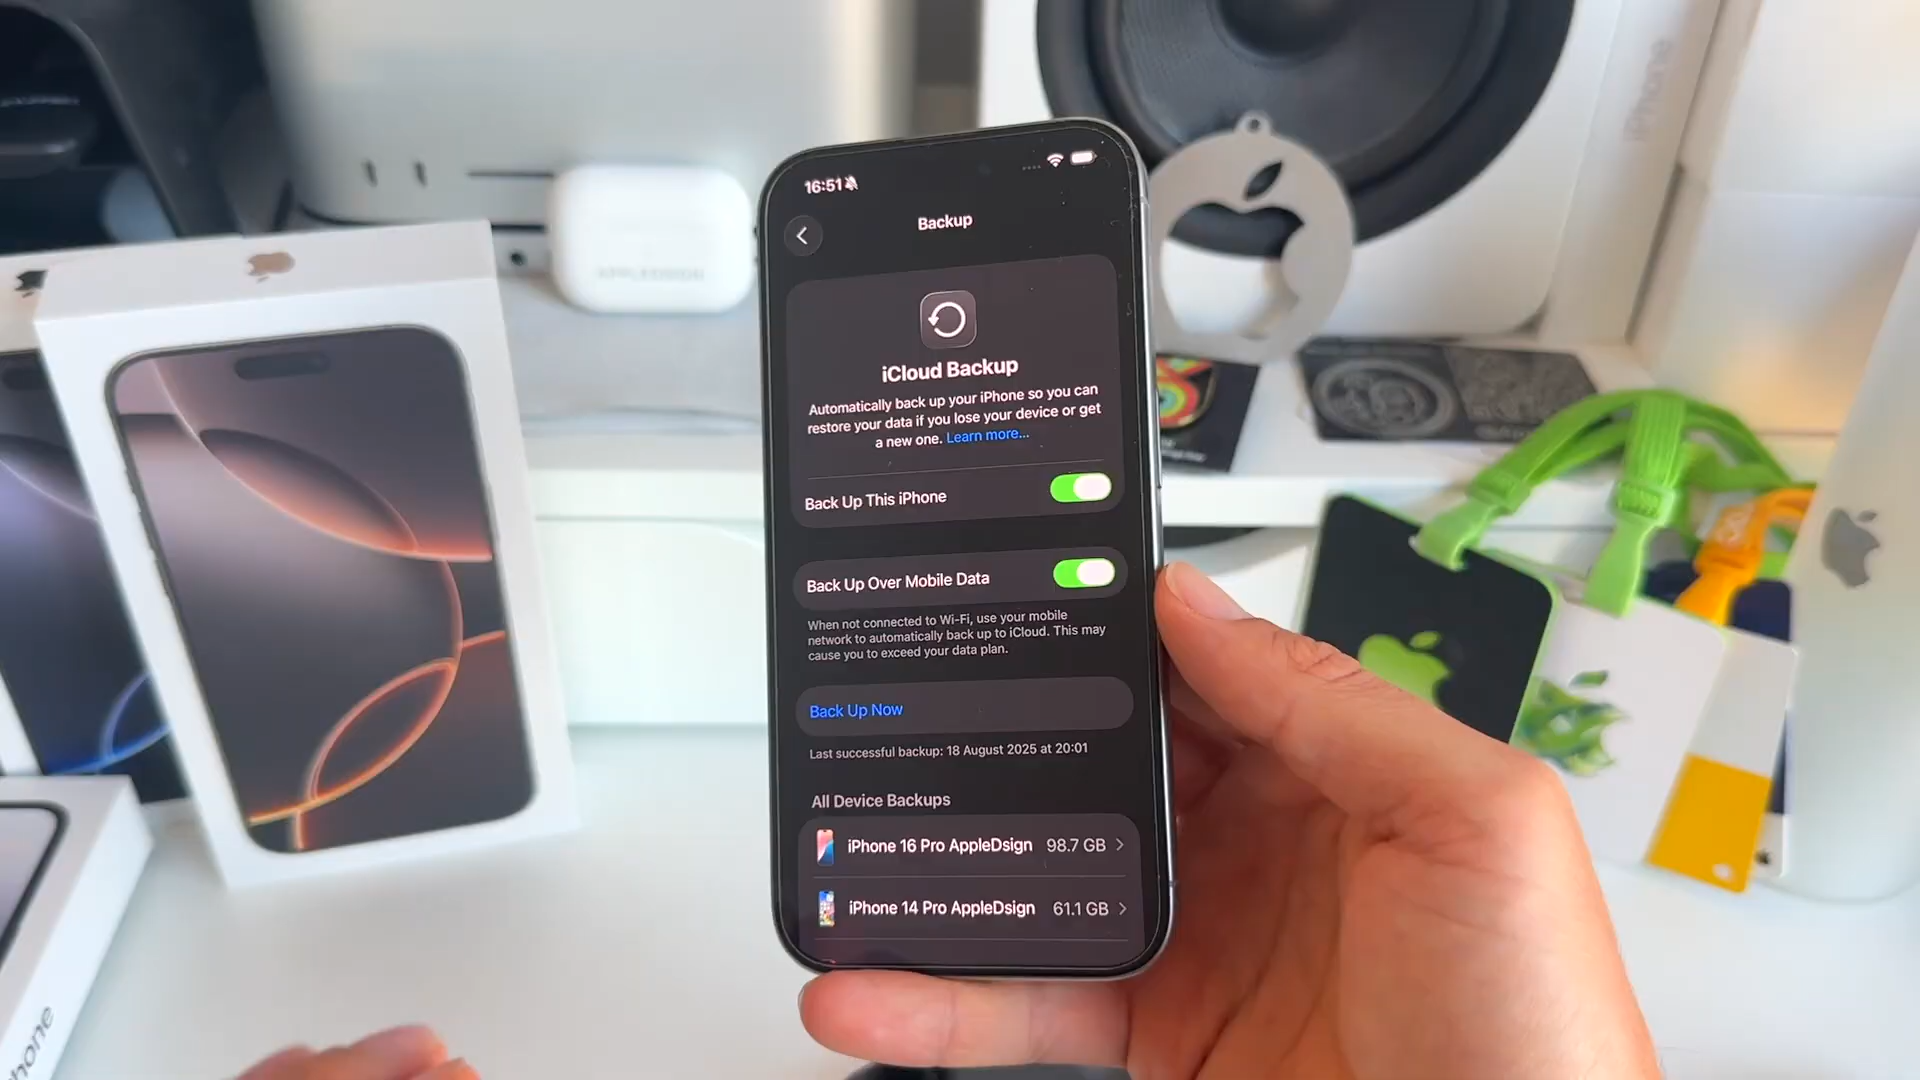 16:51
Backup
iCloud Backup
Automatically back up your iPhone so you can
restore your data if you lose your device or get
a new one. Learn more...
Back Up This iPhone
Back Up Over Mobile Data
When not connected to Wi-Fi, use your mobile
network to automatically back up to iCloud. This may
cause you to exceed your data plan.
Back Up Now
Last successful backup: 18 August 2025 at 20:01
All Device Backups
iPhone 16 Pro AppleDsign 98.7 GB
iPhone 14 Pro AppleDsign 61.1 GB
iPhone
hone